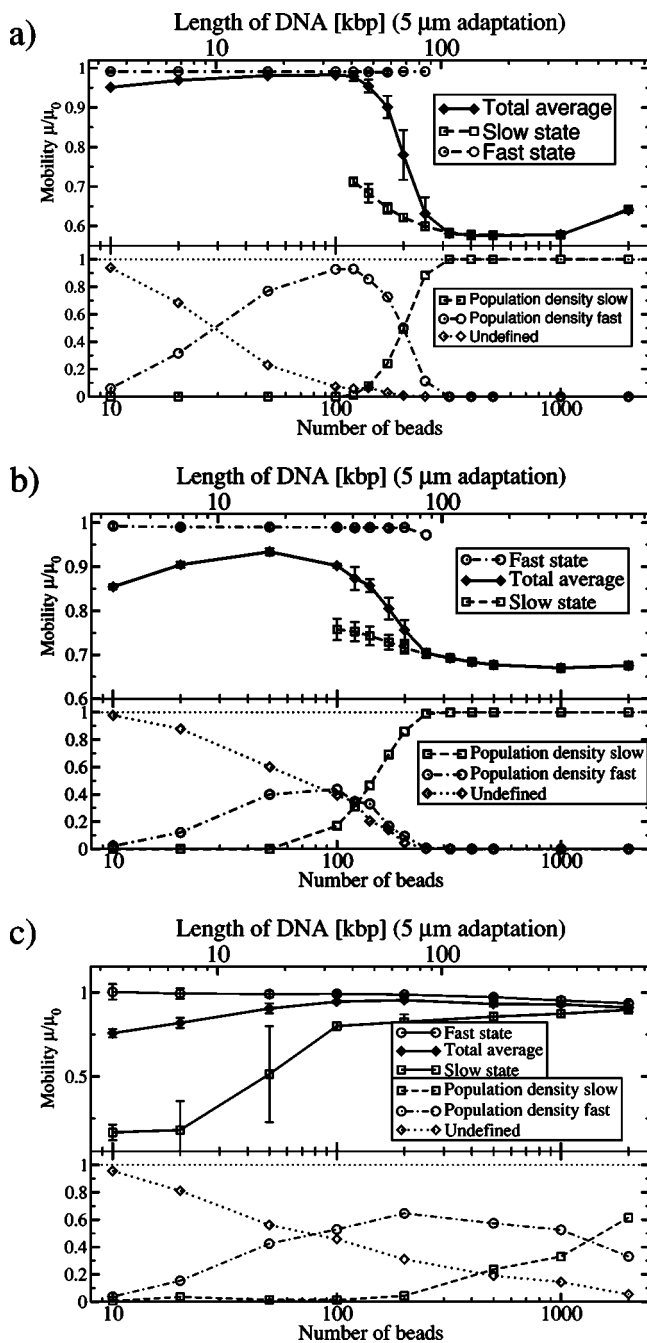 a)
Length of DNA [kbp] (5 μm adaptation)
10 100
Mobility μ/μ0
1
0.9
0.8
0.7
0.6
Total average
Slow state
Fast state
1
0.8
0.6
0.4
0.2
0
Population density slow
Population density fast
Undefined
10 100 1000
Number of beads
b)
Length of DNA [kbp] (5 μm adaptation)
10 100
Mobility μ/μ0
1
0.9
0.8
0.7
0.6
Fast state
Total average
Slow state
1
0.8
0.6
0.4
0.2
0
Population density slow
Population density fast
Undefined
10 100 1000
Number of beads
c)
Length of DNA [kbp] (5 μm adaptation)
10 100
Mobility μ/μ0
1
0.5
Fast state
Total average
Slow state
Population density slow
Population density fast
Undefined
1
0.8
0.6
0.4
0.2
0
10 100 1000
Number of beads